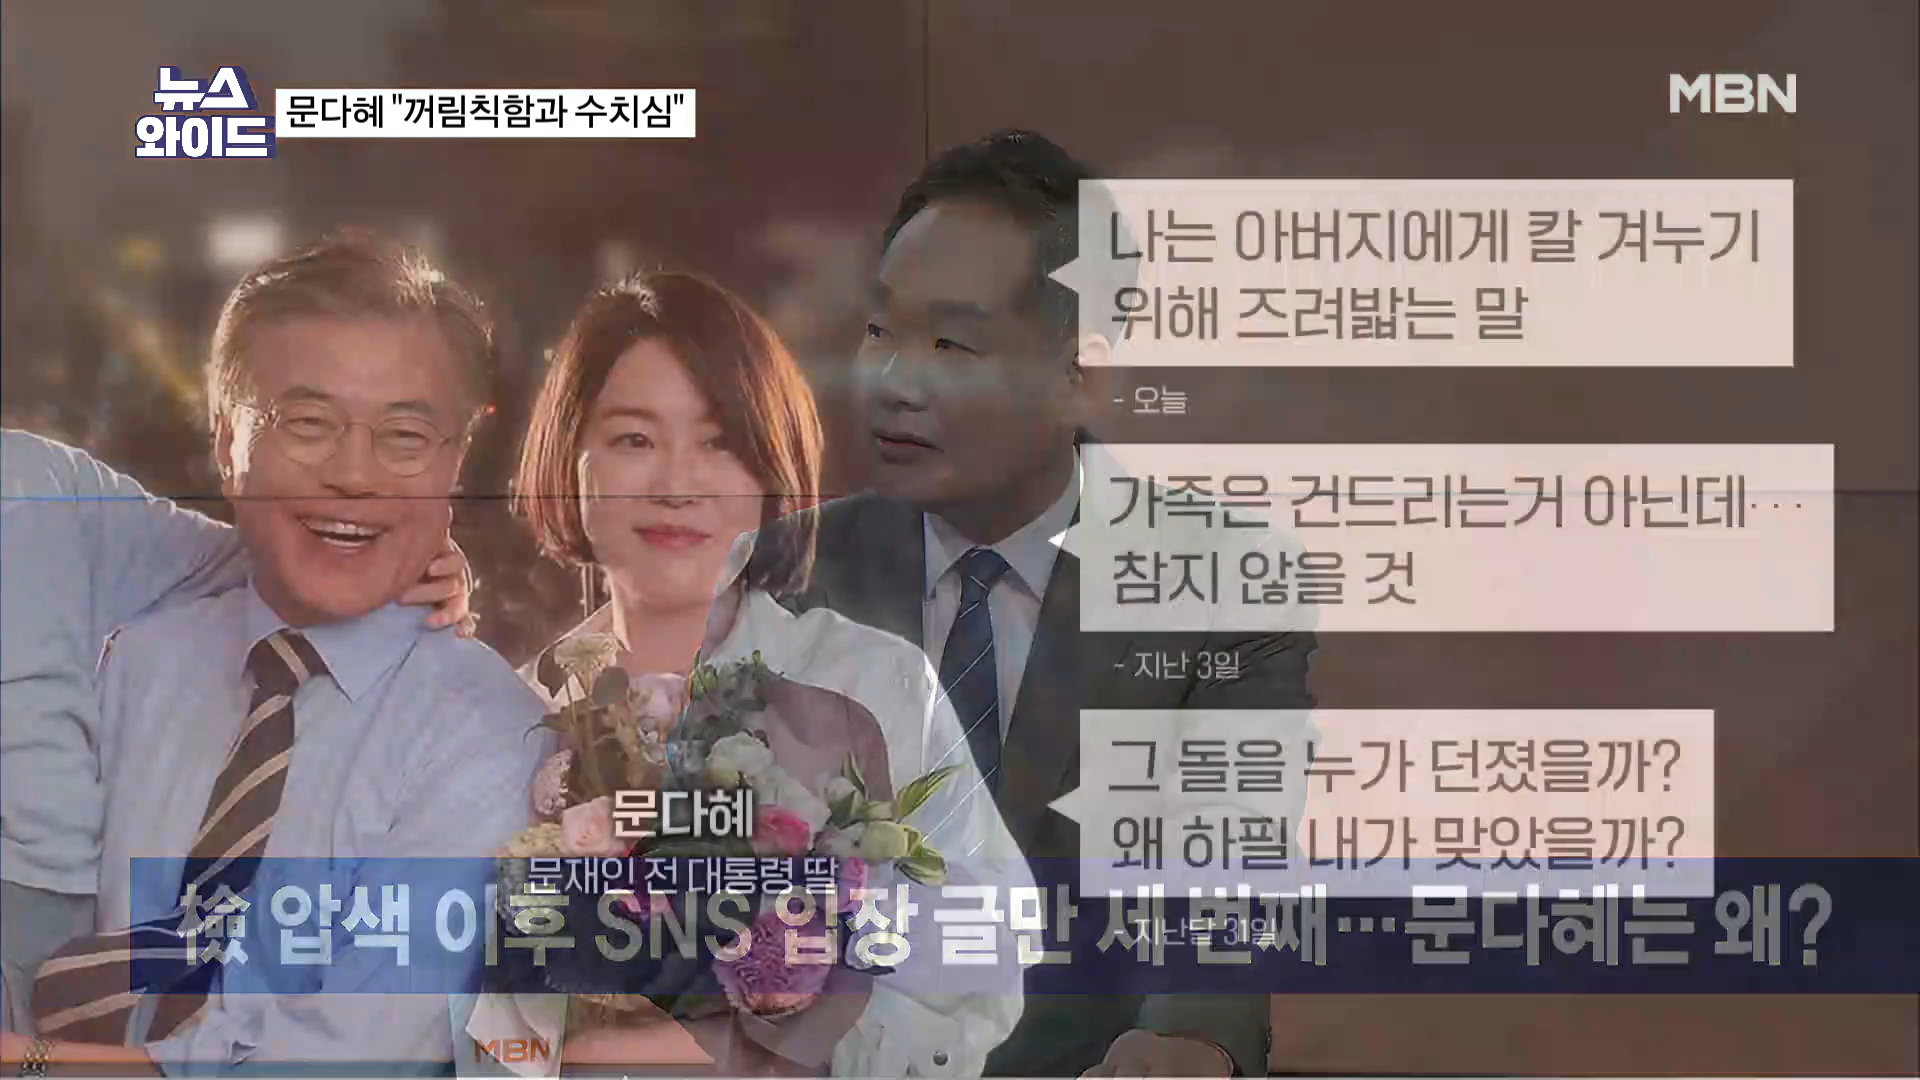 뉴스
와이드
문다혜 "꺼림칙함과 수치심"
MBN
나는 아버지에게 칼 겨누기
위해 즈려밟는 말
- 오늘
가족은 건드리는거 아닌데…
참지 않을 것
- 지난 3일
그 돌을 누가 던졌을까?
왜 하필 내가 맞았을까?
- 지난달 31일
문다혜
문재인 전 대통령 딸
檢 압색 이후 SNS 입장 글만 세 번째…문다혜는 왜?
MBN